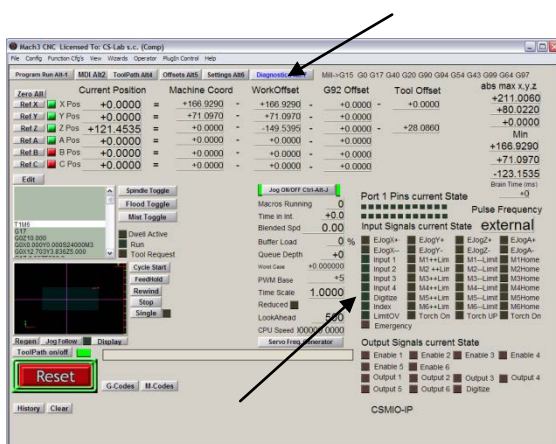 Mach3 CNC Licensed To: CS-Lab s.c. (Comp)
File Config Function Cfg's View Wizards Operator PlugIn Control Help
Program Run Alt-1 MDI Alt2 ToolPath Alt4 Offsets Alt5 Settings Alt6 Mill->G15 G0 G17 G40 G20 G90 G94 G54 G43 G99 G64 G97
Zero All Current Position Machine Coord WorkOffset G92 Offset Tool Offset abs max x,y,z
Ref X X Pos +0.0000 = +166.9290 - +166.9290 - +0.0000 - +0.0000 +211.0060
Ref Y Y Pos +0.0000 = +71.0970 - +71.0970 - +0.0000 +80.0220
Ref Z Z Pos +121.4535 = +0.0000 - -149.5395 - +0.0000 - +28.0860 +0.0000
Ref A A Pos +0.0000 = +0.0000 - +0.0000 - +0.0000 Min
Ref B B Pos +0.0000 = +0.0000 - +0.0000 - +0.0000 +166.9290
Ref C C Pos +0.0000 = +0.0000 - +0.0000 - +0.0000 +71.0970
-123.1535
Brain Time (ms)
+0
Edit
T1M6
G17
G0Z10.000
G0X0.000Y0.000S24000M3
G0X12.703Y3.836Z5.000
Spindle Toggle
Flood Toggle
Mist Toggle
Dwell Active
Run
Tool Request
Cycle Start
FeedHold
Rewind
Stop
Single
Regen Jog Follow Display
ToolPath on/off
Reset
G-Codes M-Codes
History Clear
Jog ON/OFF Ctrl-Alt-J
Macros Running 0
Time in Int. +0.0
Blended Spd 0.00
Buffer Load 0 %
Queue Depth +0
Worst Case +0.000000
PWM Base +5
Time Scale 1.0000
Reduced
LookAhead
CPU Speed
Servo Freq
Port 1 Pins current State
Pulse Frequency
Input Signals current State external
EJogX+ EJogY+ EJogZ+ EJogA+
EJogX-- EJogY- EJogZ- EJogA-
Input 1 M1++Lim M1--Limit M1Home
Input 2 M2 ++Lim M2--Limit M2Home
Input 3 M3++Lim M3--Limit M3Home
Input 4 M4++Lim M4--Limit M4Home
Digitize M5++Lim M5--Limit M5Home
Index M6++Lim M6--Limit M6Home
LimitOV Torch On Torch UP Torch Dn
Emergency
Output Signals current State
Enable 1 Enable 2 Enable 3 Enable 4
Enable 5 Enable 6
Output 1 Output 2 Output 3 Output 4
Output 5 Output 6 Digitize
CSMIO-IP